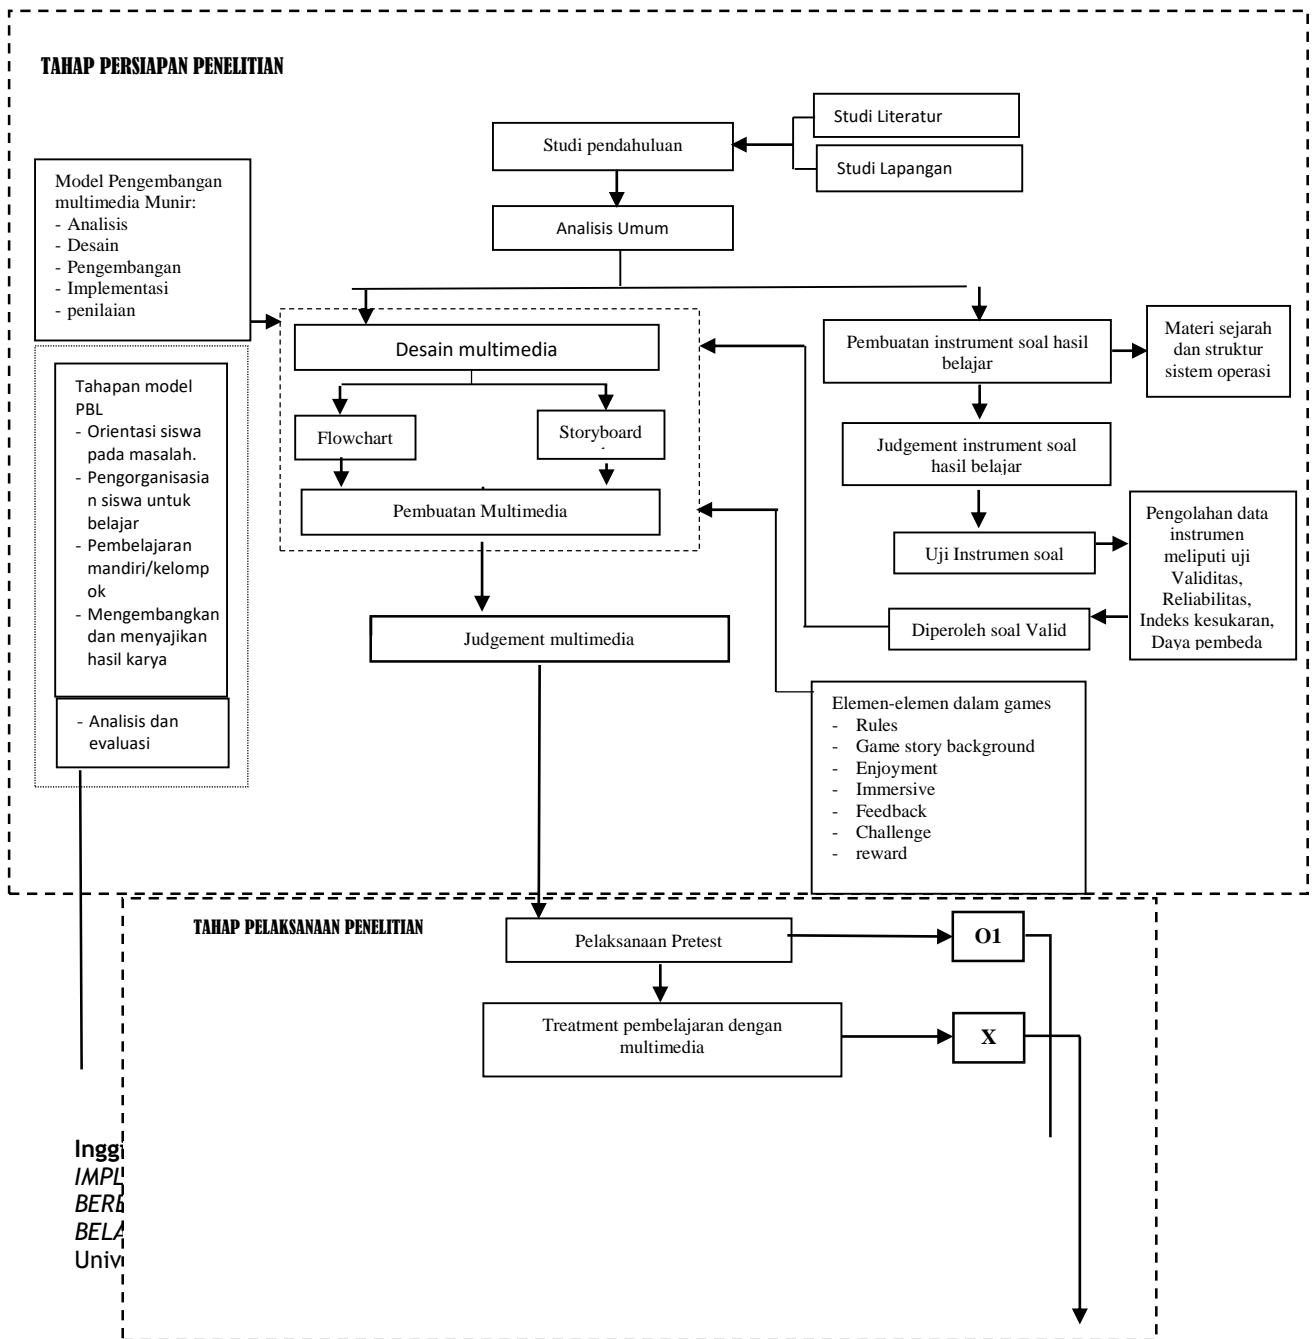 TAHAP PERSIAPAN PENELITIAN
Studi Literatur
Studi pendahuluan
Studi Lapangan
Model Pengembangan
multimedia Munir:
- Analisis
- Desain
- Pengembangan
- Implementasi
- penilaian
Analisis Umum
Desain multimedia
Pembuatan instrument soal hasil
belajar
Materi sejarah
dan struktur
sistem operasi
Tahapan model
PBL
- Orientasi siswa
pada masalah.
- Pengorganisasia
n siswa untuk
belajar
- Pembelajaran
mandiri/kelomp
ok
- Mengembangkan
dan menyajikan
hasil karya
- Analisis dan
evaluasi
Flowchart
Storyboard
Pembuatan Multimedia
Judgement instrument soal
hasil belajar
Uji Instrumen soal
Pengolahan data
instrumen
meliputi uji
Validitas,
Reliabilitas,
Indeks kesukaran,
Daya pembeda
Diperoleh soal Valid
Judgement multimedia
Elemen-elemen dalam games
- Rules
- Game story background
- Enjoyment
- Immersive
- Feedback
- Challenge
- reward
TAHAP PELAKSANAAN PENELITIAN
Pelaksanaan Pretest
O1
Treatment pembelajaran dengan
multimedia
X